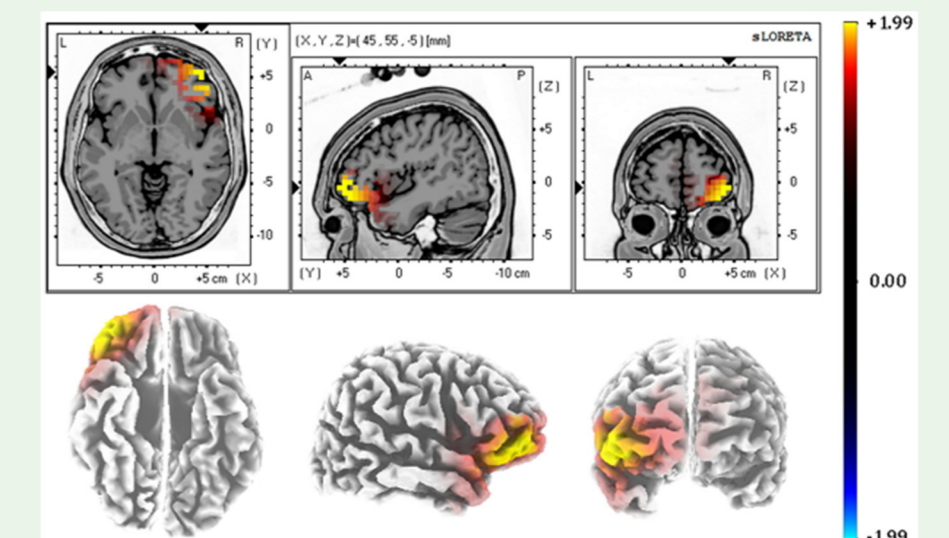 +1.99
0.00
-1.99
(X,Y,Z)=(45,55,-5)[mm]
sLORETA
L R (Y)
+5
0
-5
-10
-5 0 +5 cm (X)
A P (Z)
+5
0
-5
(Y) +5 0 -5 -10 cm
L R (Z)
+5
0
-5
-5 0 +5 cm (X)